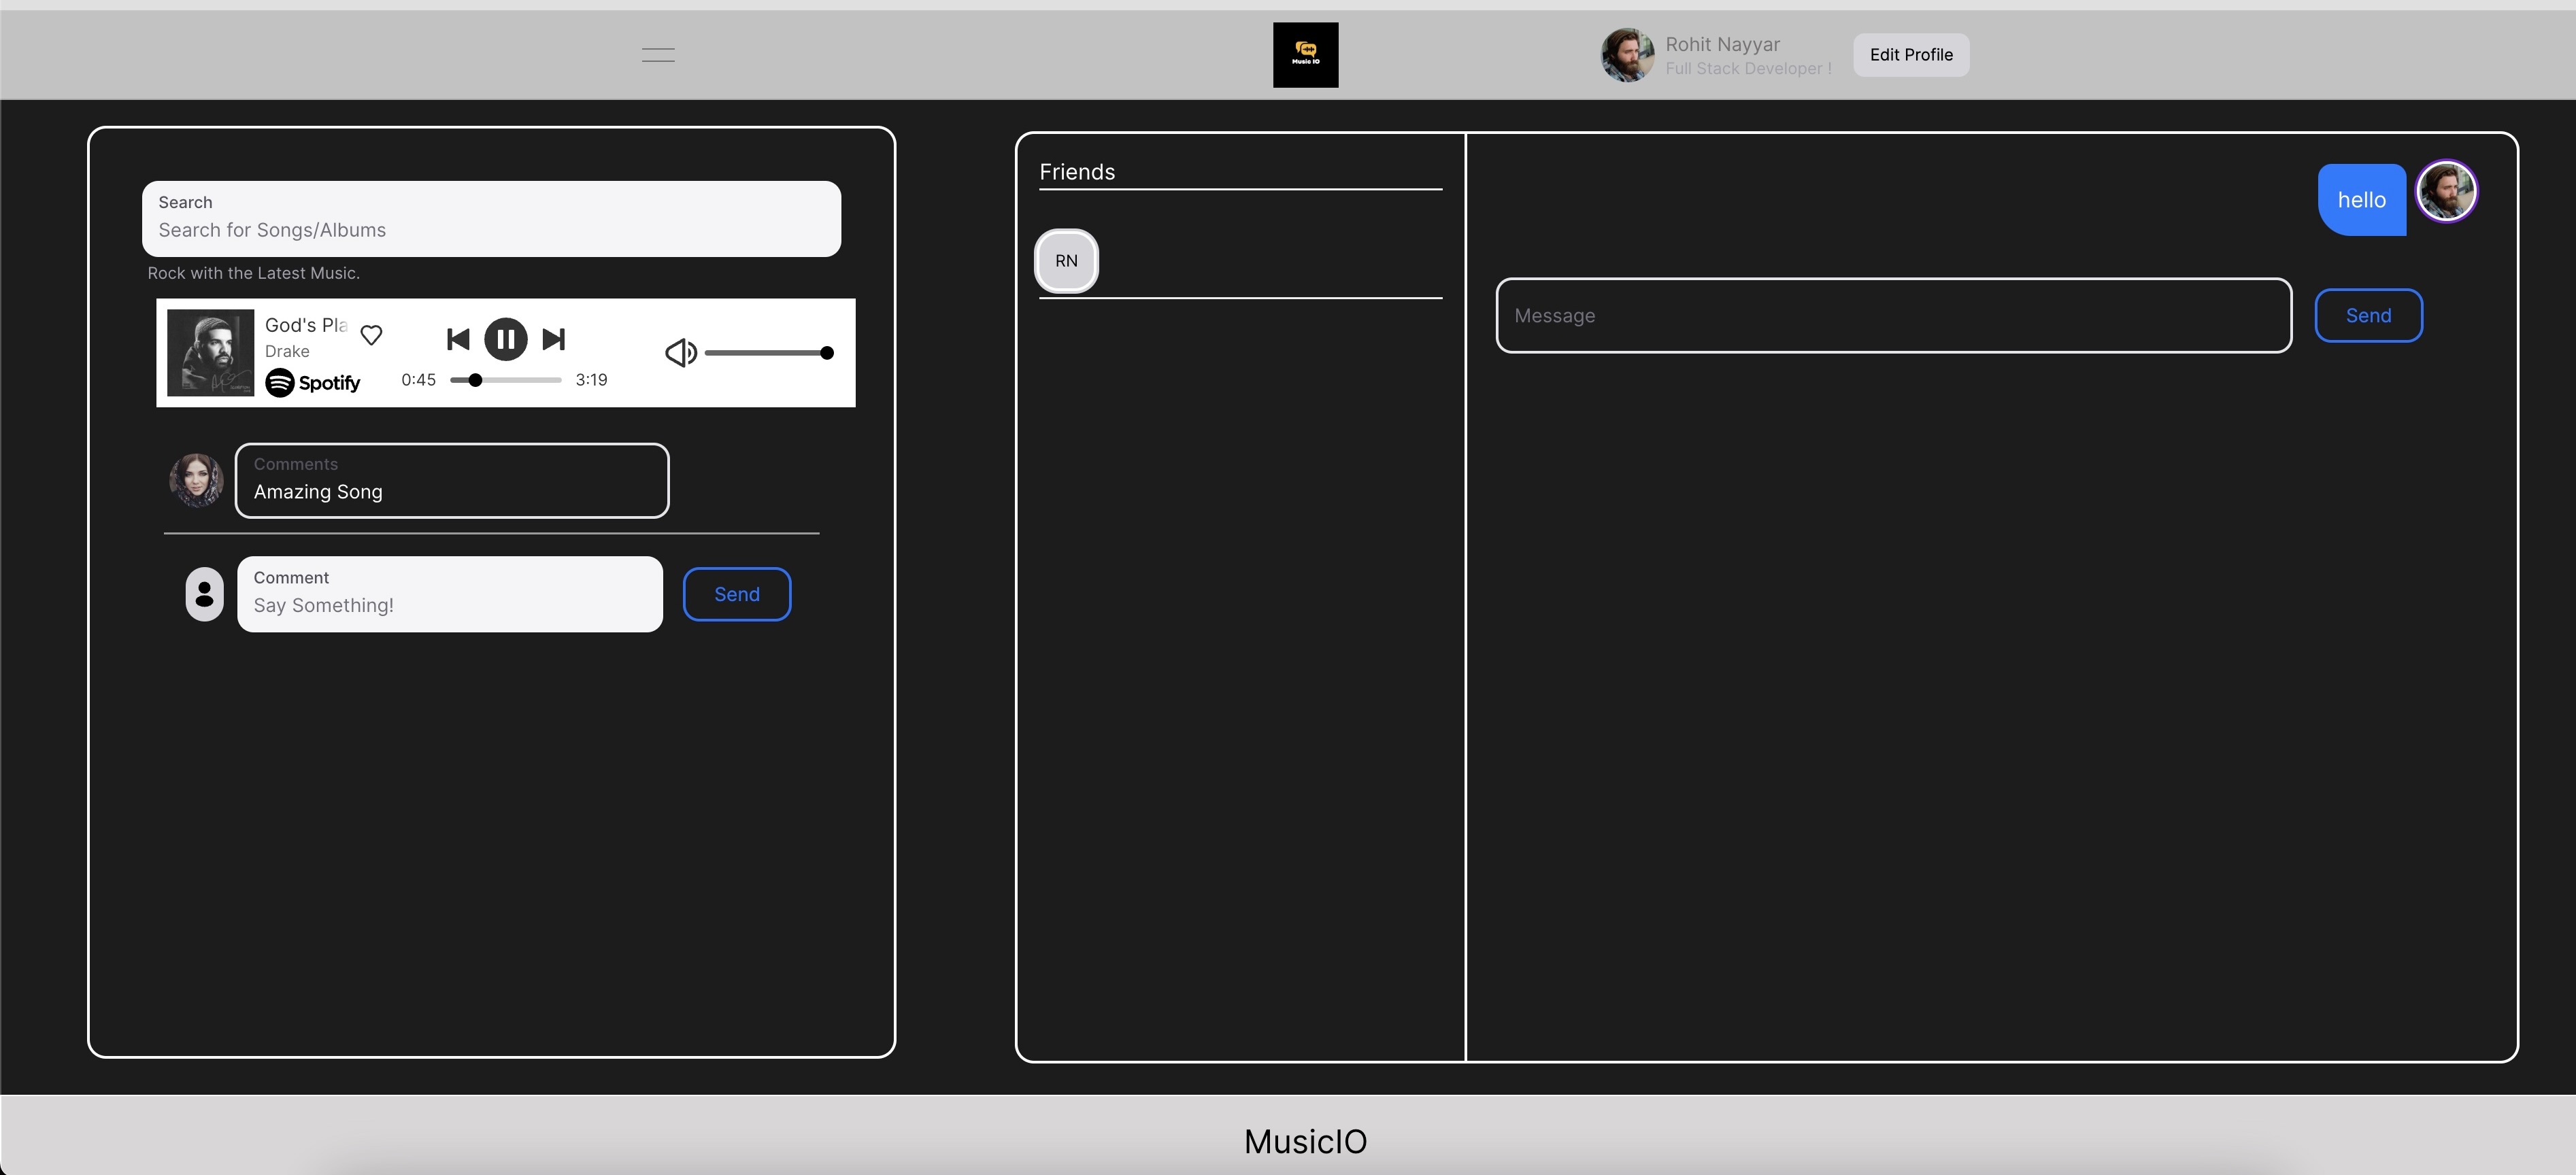 Music IO
Rohit Nayyar
Full Stack Developer !
Edit Profile
Search
Search for Songs/Albums
Rock with the Latest Music.
God's Pla
Drake
Spotify
0:45
3:19
Comments
Amazing Song
Comment
Say Something!
Send
Friends
RN
hello
Message
Send
MusicIO